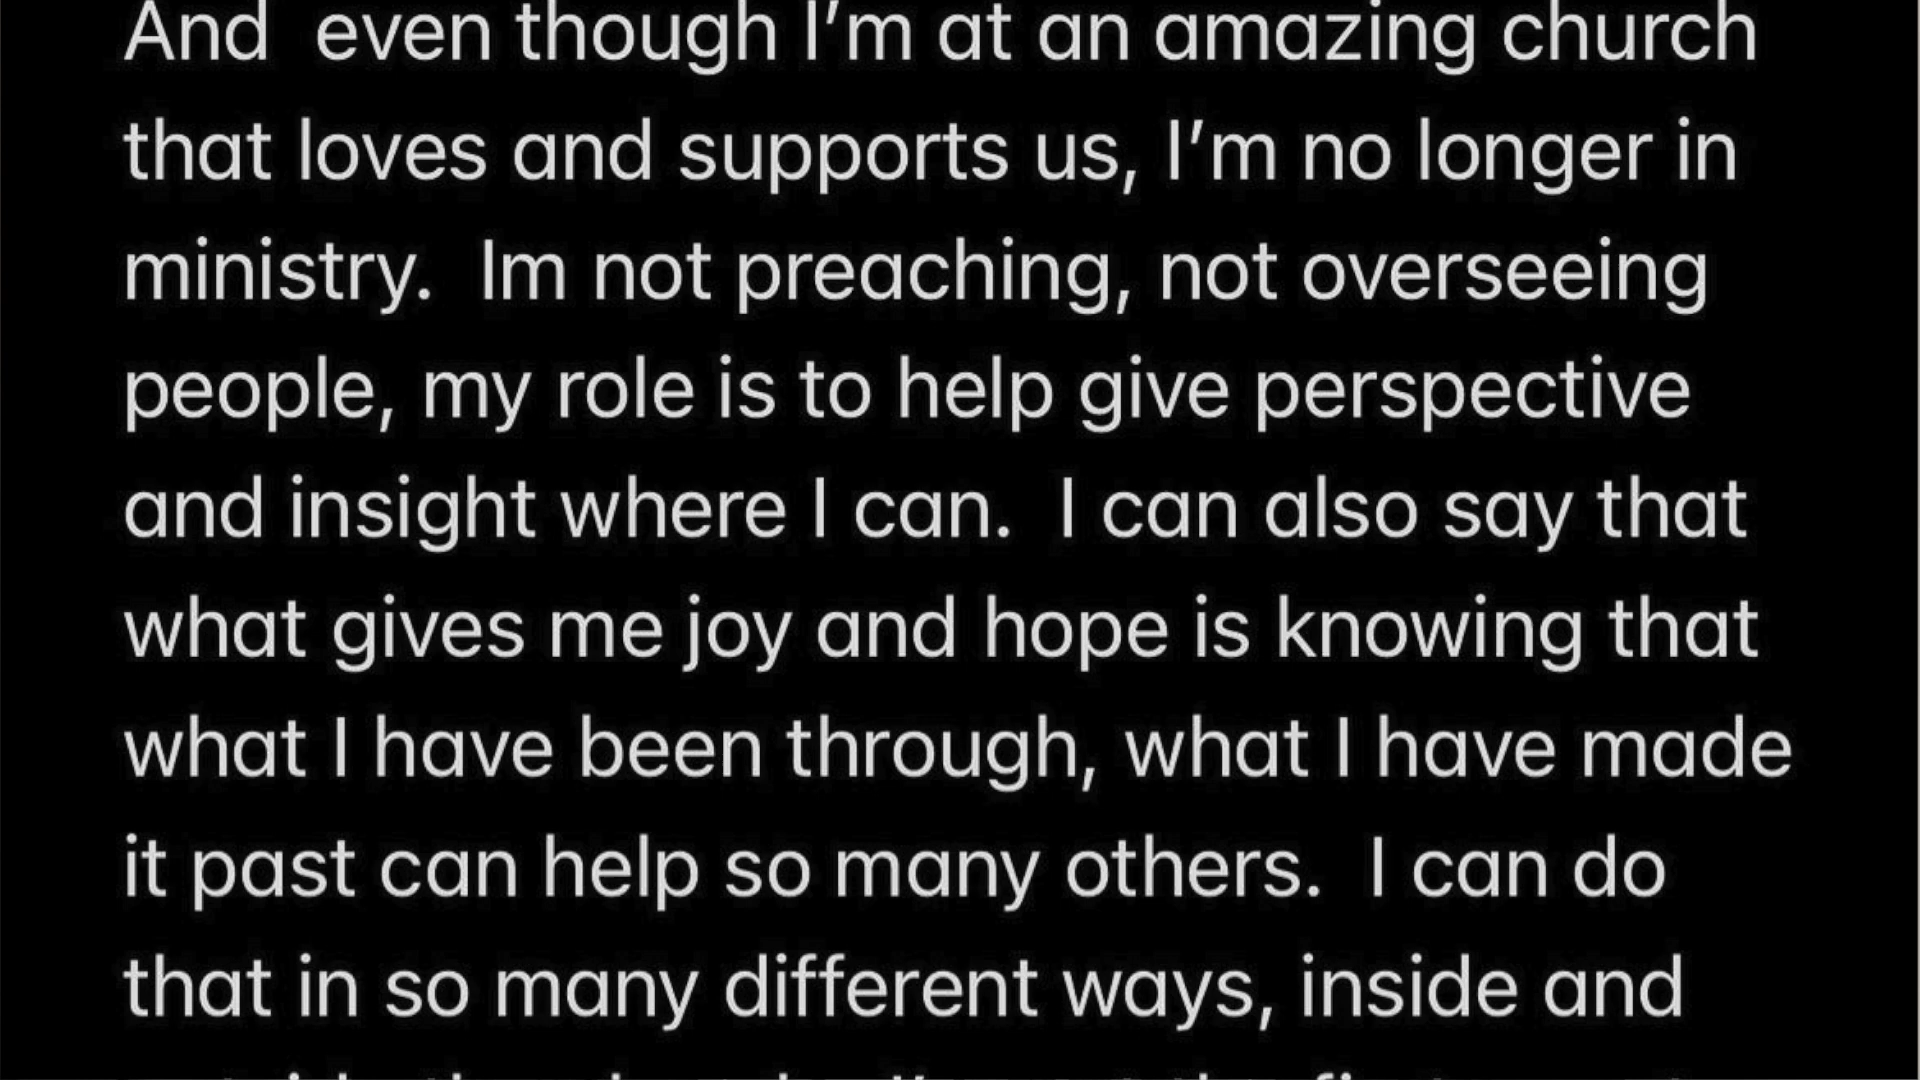 And  even though I’m at an amazing church
that loves and supports us, I’m no longer in
ministry.  Im not preaching, not overseeing
people, my role is to help give perspective
and insight where I can.  I can also say that
what gives me joy and hope is knowing that
what I have been through, what I have made
it past can help so many others.  I can do
that in so many different ways, inside and